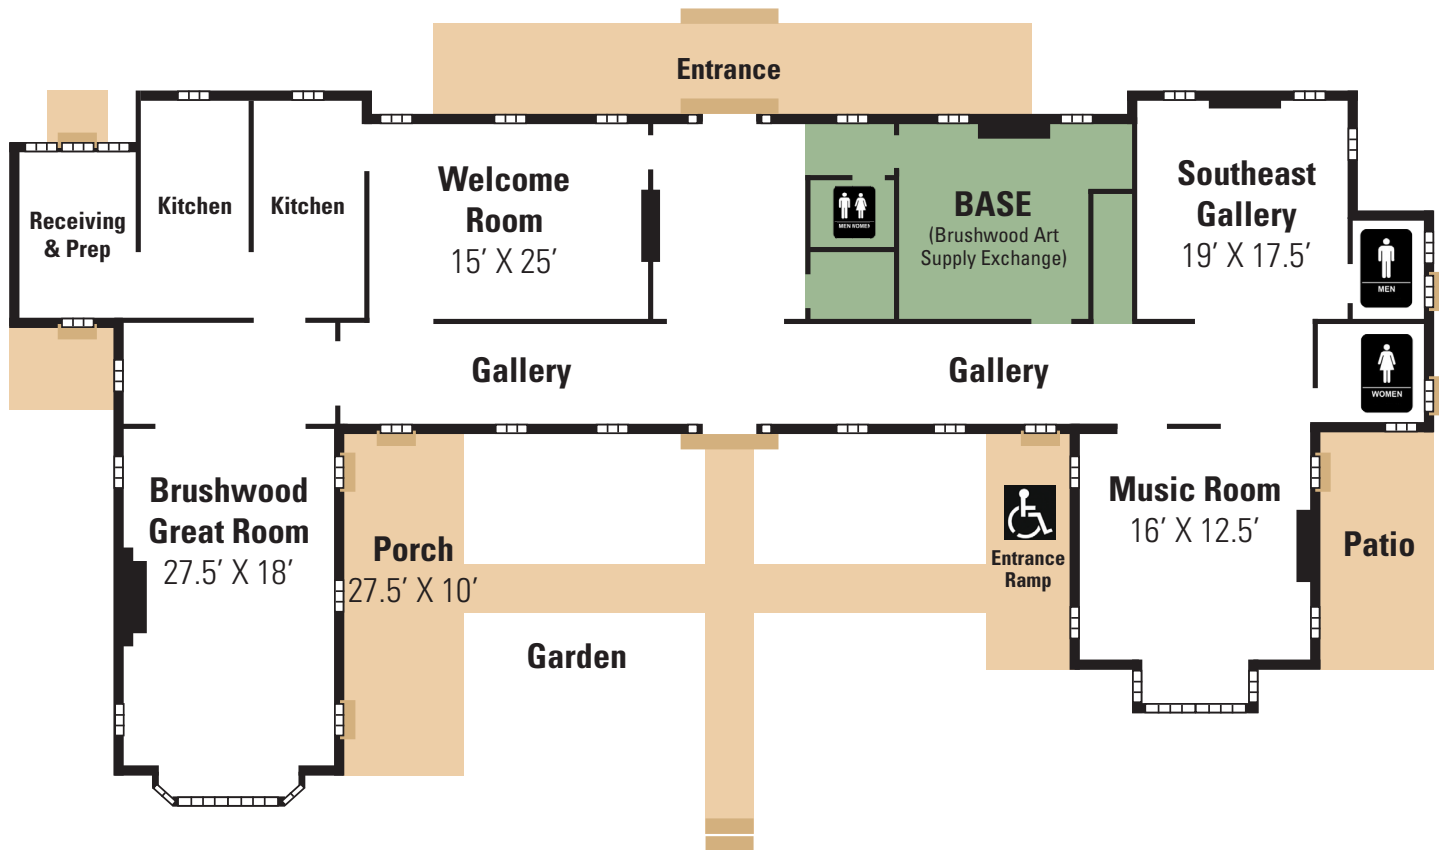 Entrance
Welcome
Room
15’ X 25’
Southeast
Gallery
19’ X 17.5’
BASE
(Brushwood Art
Supply Exchange)
MEN WOMEN
Kitchen
Kitchen
Receiving
& Prep
MEN
WOMEN
Gallery
Gallery
Brushwood
Great Room
27.5’ X 18’
Porch
27.5’ X 10’
Music Room
16’ X 12.5’
Entrance
Ramp
Patio
Garden